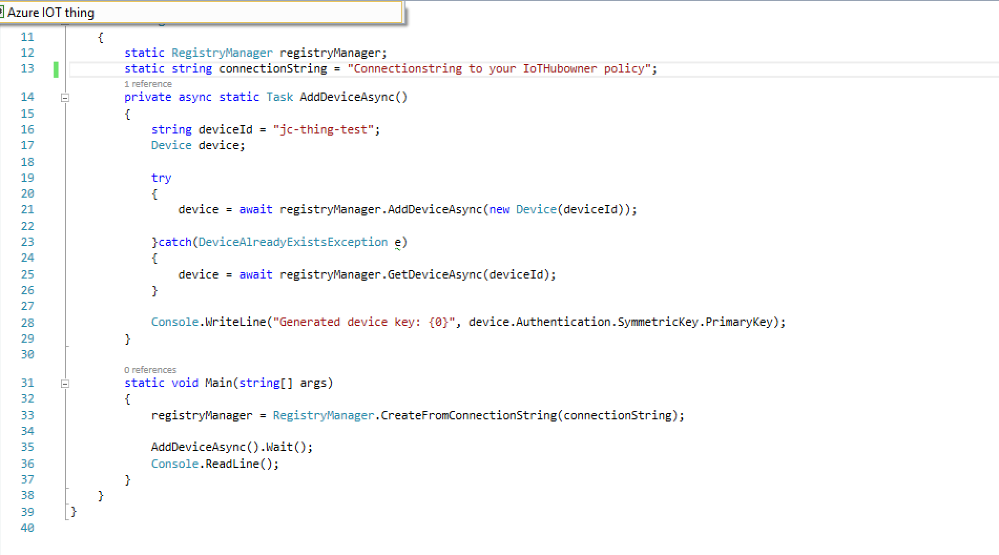 Azure IOT thing
11 {
12 static RegistryManager registryManager;
13 static string connectionString = "Connectionstring to your IoTHubowner policy";
1 reference
14 private async static Task AddDeviceAsync()
15 {
16 string deviceId = "jc-thing-test";
17 Device device;
18
19 try
20 {
21 device = await registryManager.AddDeviceAsync(new Device(deviceId));
22
23 }catch(DeviceAlreadyExistsException e)
24 {
25 device = await registryManager.GetDeviceAsync(deviceId);
26 }
27
28 Console.WriteLine("Generated device key: {0}", device.Authentication.SymmetricKey.PrimaryKey);
29 }
30
0 references
31 static void Main(string[] args)
32 {
33 registryManager = RegistryManager.CreateFromConnectionString(connectionString);
34
35 AddDeviceAsync().Wait();
36 Console.ReadLine();
37 }
38 }
39 }
40